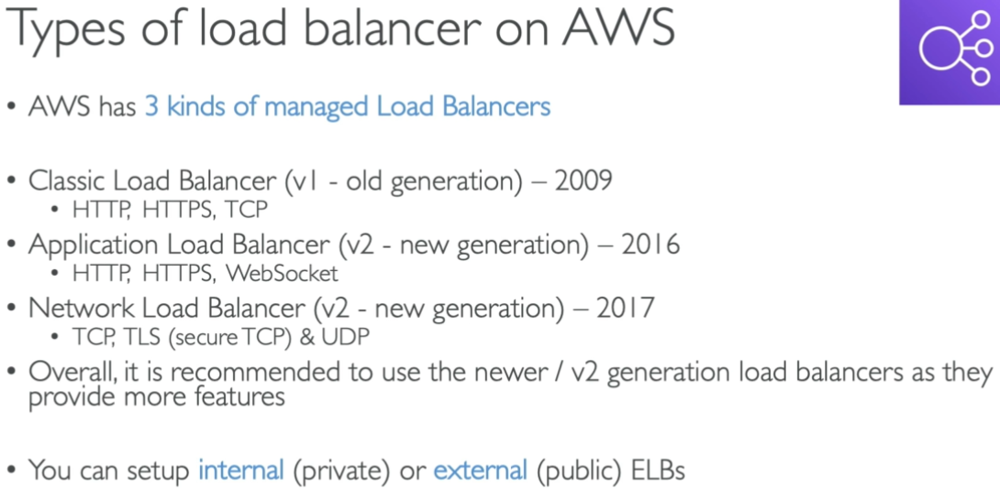 Types of load balancer on AWS
• AWS has 3 kinds of managed Load Balancers
• Classic Load Balancer (v1 - old generation) – 2009
• HTTP, HTTPS, TCP
• Application Load Balancer (v2 - new generation) – 2016
• HTTP, HTTPS, WebSocket
• Network Load Balancer (v2 - new generation) – 2017
• TCP, TLS (secure TCP) & UDP
• Overall, it is recommended to use the newer / v2 generation load balancers as they
provide more features
• You can setup internal (private) or external (public) ELBs